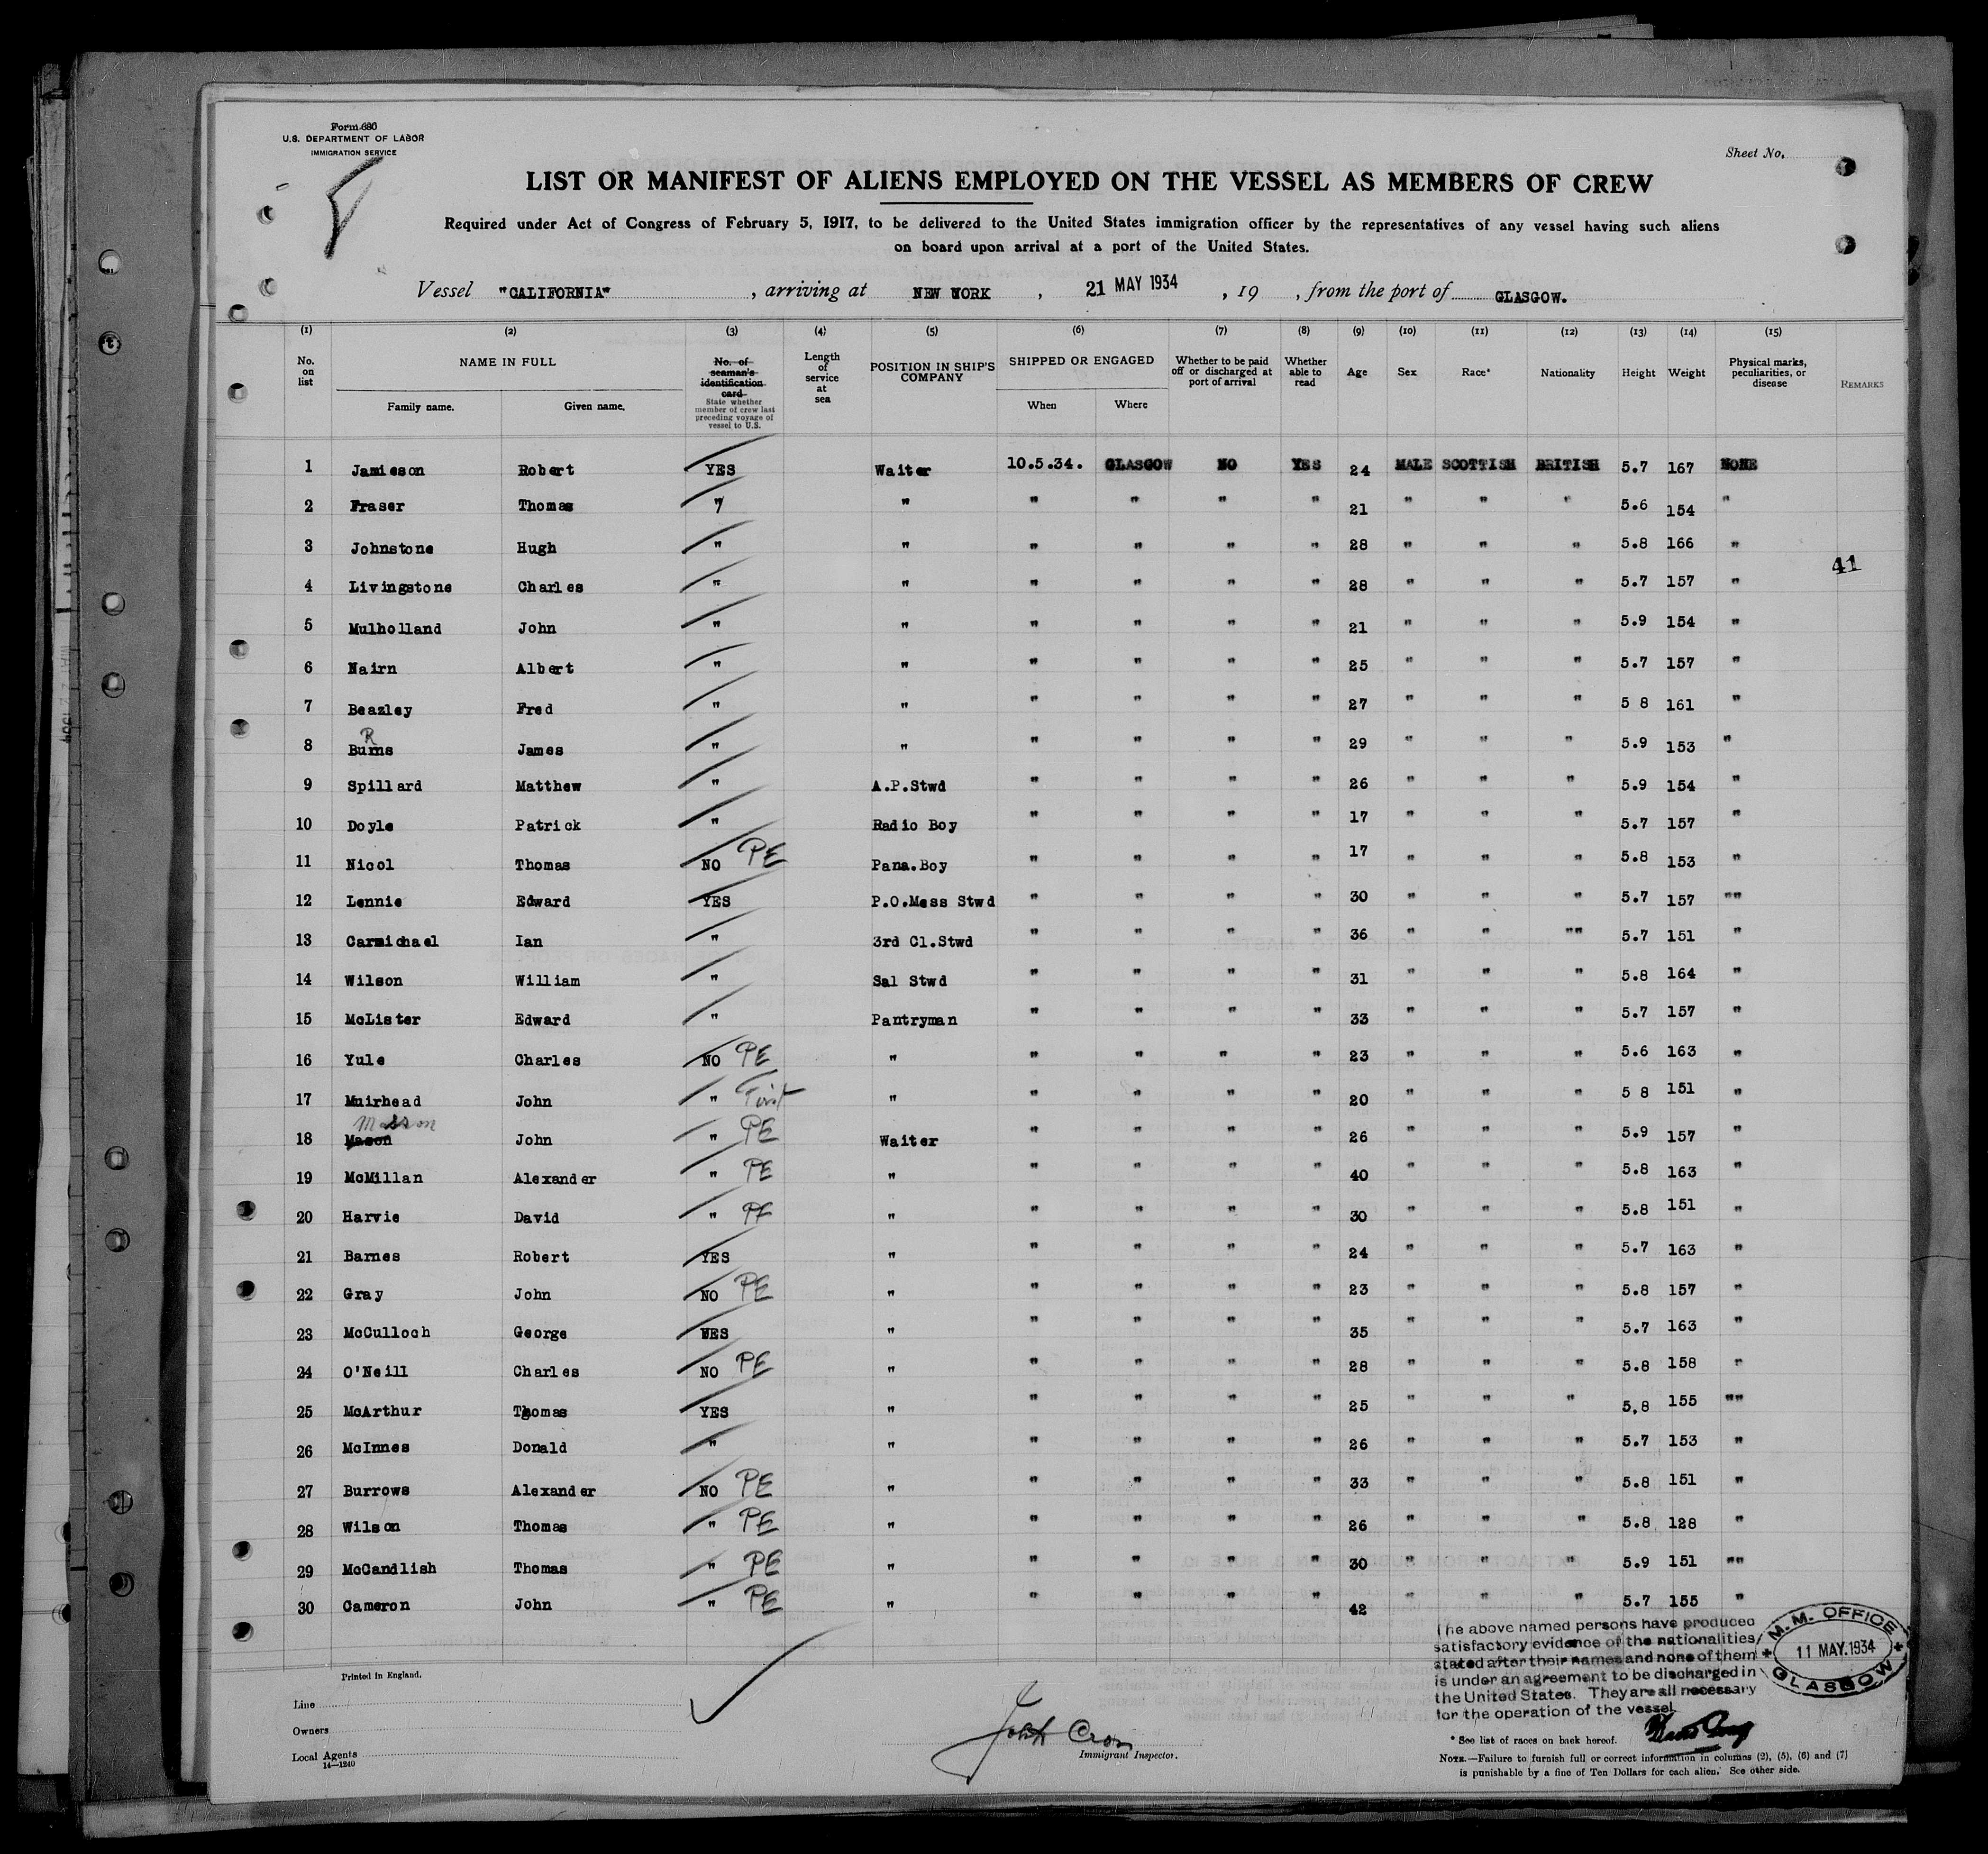 Form 680
U.S. DEPARTMENT OF LABOR
IMMIGRATION SERVICE
Sheet No.
LIST OR MANIFEST OF ALIENS EMPLOYED ON THE VESSEL AS MEMBERS OF CREW
Required under Act of Congress of February 5, 1917, to be delivered to the United States immigration officer by the representatives of any vessel having such aliens
on board upon arrival at a port of the United States.
Vessel "CALIFORNIA", arriving at NEW YORK, 21 MAY 1934, 19 , from the port of GLASGOW.
(1) (2) (3) (4) (5) (6) (7) (8) (9) (10) (11) (12) (13) (14) (15)
No. on list NAME IN FULL Family name. Given name. No. of seaman's identification card State whether member of crew last preceding voyage of vessel to U.S. Length of service at sea POSITION IN SHIP'S COMPANY SHIPPED OR ENGAGED When Where Whether to be paid off or discharged at port of arrival Whether able to read Age Sex Race* Nationality Height Weight Physical marks, peculiarities, or disease REMARKS
1 Jamieson Robert YES Waiter 10.5.34. GLASGOW NO YES 24 MALE SCOTTISH BRITISH 5.7 167 NONE
2 Fraser Thomas " " " " " " 21 " " " 5.6 154 "
3 Johnstone Hugh " " " " " " 28 " " " 5.8 166 "
41
4 Livingstone Charles " " " " " " 28 " " " 5.7 157 "
5 Mulholland John " " " " " " 21 " " " 5.9 154 "
6 Nairn Albert " " " " " " 25 " " " 5.7 157 "
7 Beazley Fred " " " " " " 27 " " " 5 8 161 "
R
8 Burns James " " " " " " 29 " " " 5.9 153 "
9 Spillard Matthew " A.P.Stwd " " " " 26 " " " 5.9 154 "
10 Doyle Patrick " Radio Boy " " " " 17 " " " 5.7 157 "
11 Nicol Thomas NO PE Pana.Boy " " " " 17 " " " 5.8 153 "
12 Lennie Edward YES P.O.Mess Stwd " " " " 30 " " " 5.7 157 ""
13 Carmichael Ian " 3rd Cl.Stwd " " " " 36 " " "" 5.7 151 "
14 Wilson William " Sal Stwd " " " " 31 " " " 5.8 164 "
15 McLister Edward " Pantryman " " " " 33 " " " 5.7 157 "
16 Yule Charles NO PE " " " " " 23 " " " 5.6 163 "
17 Muirhead John " First " " " " " 20 " " " 5 8 151 "
Masson
18 Mason John " PE Waiter " " " " 26 " " " 5.9 157 "
19 McMillan Alexander " PE " " " " " 40 " " " 5.8 163 "
20 Harvie David " PE " " " " " 30 " " " 5.8 151 "
21 Barnes Robert YES " " " " " 24 " " " 5.7 163 "
22 Gray John NO PE " " " " " 23 " " " 5.8 157 "
23 McCulloch George YES " " " " " 35 " " " 5.7 163 "
24 O'Neill Charles NO PE " " " " " 28 " " " 5.8 158 "
25 McArthur Thomas YES " " " " " 25 " " " 5,8 155 ""
26 McInnes Donald " " " " " " 26 " " " 5.7 153 "
27 Burrows Alexander NO PE " " " " " 33 " " " 5.8 151 "
28 Wilson Thomas " PE " " " " " 26 " " " 5.8 128 "
29 McCandlish Thomas " PE " " " " " 30 " " " 5.9 151 ""
30 Cameron John " PE " " " " " 42 " " " 5.7 155 "
The above named persons have produced
satisfactory evidence of the nationalities
stated after their names and none of them
is under an agreement to be discharged in
the United States. They are all necessary
for the operation of the vessel
M.M. OFFICE
11 MAY.1934
GLASGOW
Printed in England.
Line
Owners
Local Agents
14—1240
John Cron
Immigrant Inspector.
* See list of races on back hereof.
NOTE.—Failure to furnish full or correct information in columns (2), (5), (6) and (7)
is punishable by a fine of Ten Dollars for each alien. See other side.